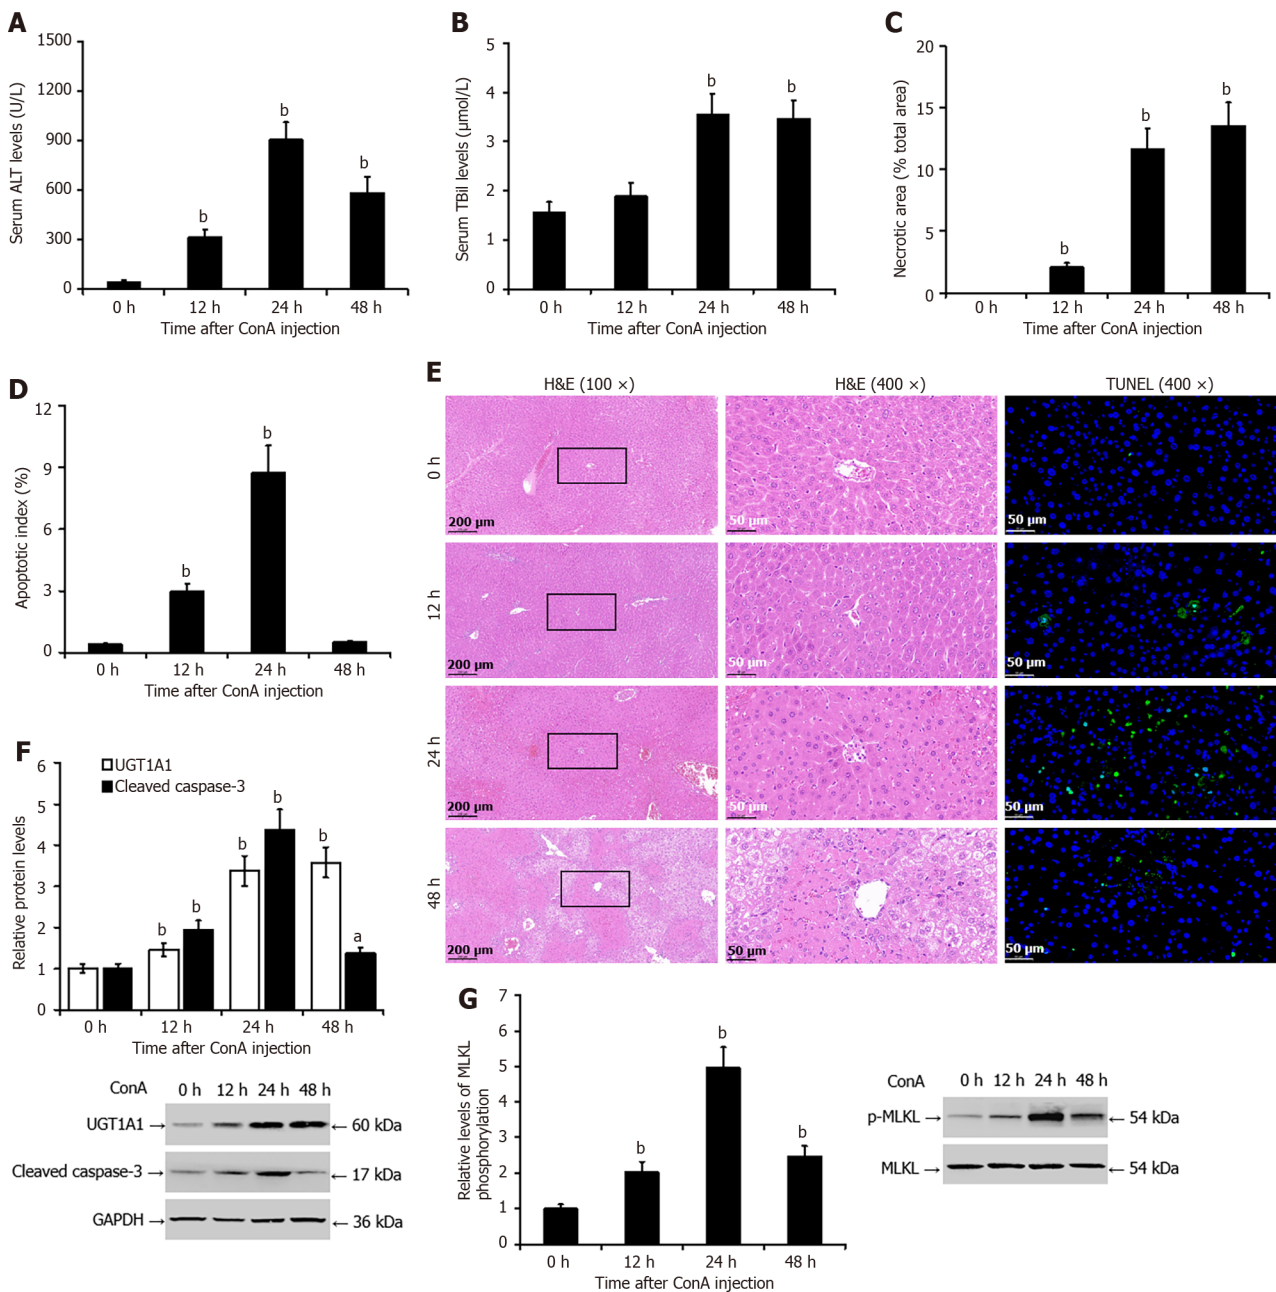 A
Serum ALT levels (U/L)
1500
1200
900
600
300
0
b
b
b
0 h 12 h 24 h 48 h
Time after ConA injection
B
Serum TBil levels (µmol/L)
5
4
3
2
1
0
b
b
0 h 12 h 24 h 48 h
Time after ConA injection
C
Necrotic area (% total area)
20
15
10
5
0
b
b
b
0 h 12 h 24 h 48 h
Time after ConA injection
D
Apoptotic index (%)
12
9
6
3
0
b
b
0 h 12 h 24 h 48 h
Time after ConA injection
E
H&E (100 ×) H&E (400 ×) TUNEL (400 ×)
0 h
200 µm 50 µm 50 µm
12 h
200 µm 50 µm 50 µm
24 h
200 µm 50 µm 50 µm
48 h
200 µm 50 µm 50 µm
F
Relative protein levels
6
5
4
3
2
1
0
UGT1A1
Cleaved caspase-3
b
b
b
b
b
a
0 h 12 h 24 h 48 h
Time after ConA injection
ConA 0 h 12 h 24 h 48 h
UGT1A1 → ← 60 kDa
Cleaved caspase-3 → ← 17 kDa
GAPDH → ← 36 kDa
G
Relative levels of MLKL
phosphorylation
7
6
5
4
3
2
1
0
b
b
b
0 h 12 h 24 h 48 h
Time after ConA injection
ConA 0 h 12 h 24 h 48 h
p-MLKL → ← 54 kDa
MLKL → ← 54 kDa